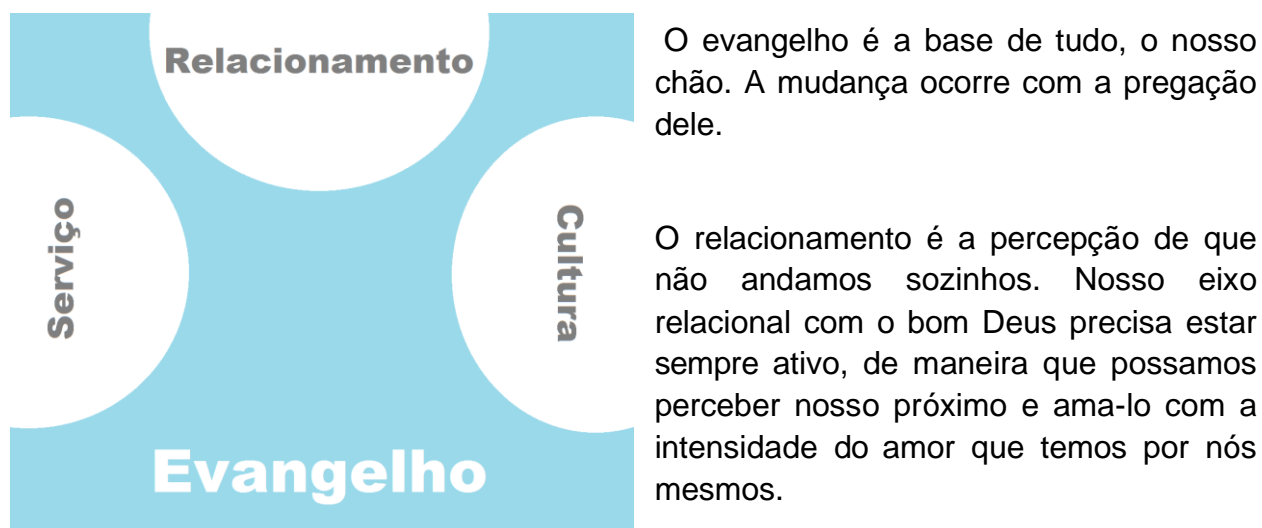 Relacionamento
Serviço
Cultura
Evangelho
O evangelho é a base de tudo, o nosso
chão. A mudança ocorre com a pregação
dele.
O relacionamento é a percepção de que
não andamos sozinhos. Nosso eixo
relacional com o bom Deus precisa estar
sempre ativo, de maneira que possamos
perceber nosso próximo e ama-lo com a
intensidade do amor que temos por nós
mesmos.